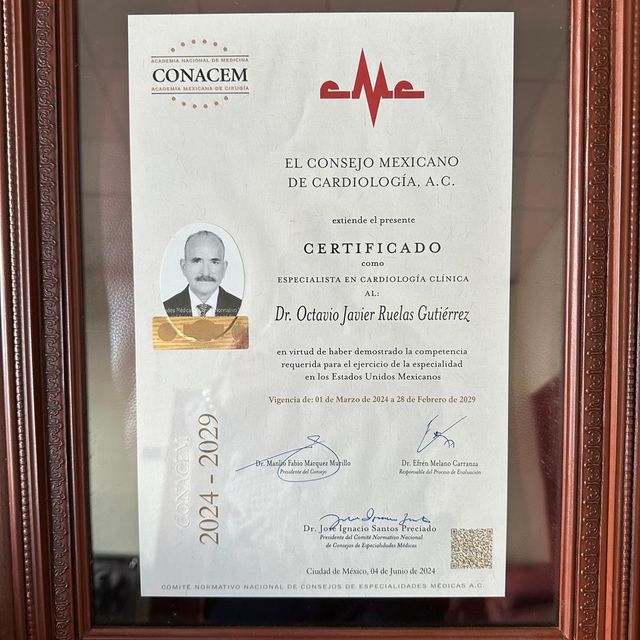 ACADEMIA NACIONAL DE MEDICINA
CONACEM
ACADEMIA MEXICANA DE CIRUGÍA
CMC
EL CONSEJO MEXICANO
DE CARDIOLOGÍA, A.C.
extiende el presente
CERTIFICADO
como
ESPECIALISTA EN CARDIOLOGÍA CLÍNICA
AL:
Dr. Octavio Javier Ruelas Gutiérrez
en virtud de haber demostrado la competencia
requerida para el ejercicio de la especialidad
en los Estados Unidos Mexicanos
Vigencia de: 01 de Marzo de 2024 a 28 de Febrero de 2029
CONACEM
2024 - 2029
Dr. Manlio Fabio Márquez Murillo
Presidente del Consejo
Dr. Efrén Melano Carranza
Responsable del Proceso de Evaluación
Dr. José Ignacio Santos Preciado
Presidente del Comité Normativo Nacional
de Consejos de Especialidades Médicas
Ciudad de México, 04 de Junio de 2024
COMITÉ NORMATIVO NACIONAL DE CONSEJOS DE ESPECIALIDADES MÉDICAS A.C.